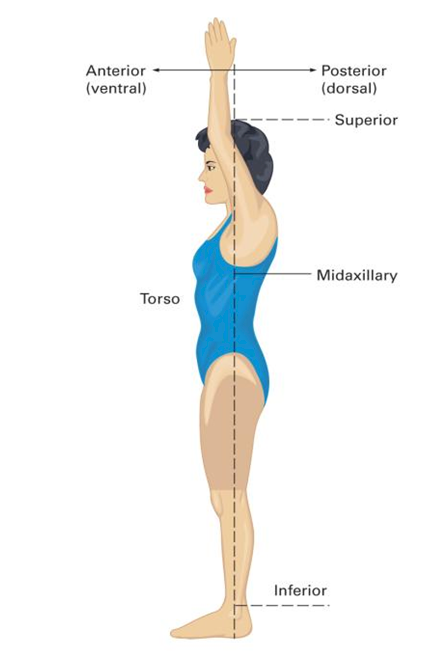 Anterior
(ventral)
Posterior
(dorsal)
Superior
Midaxillary
Torso
Inferior